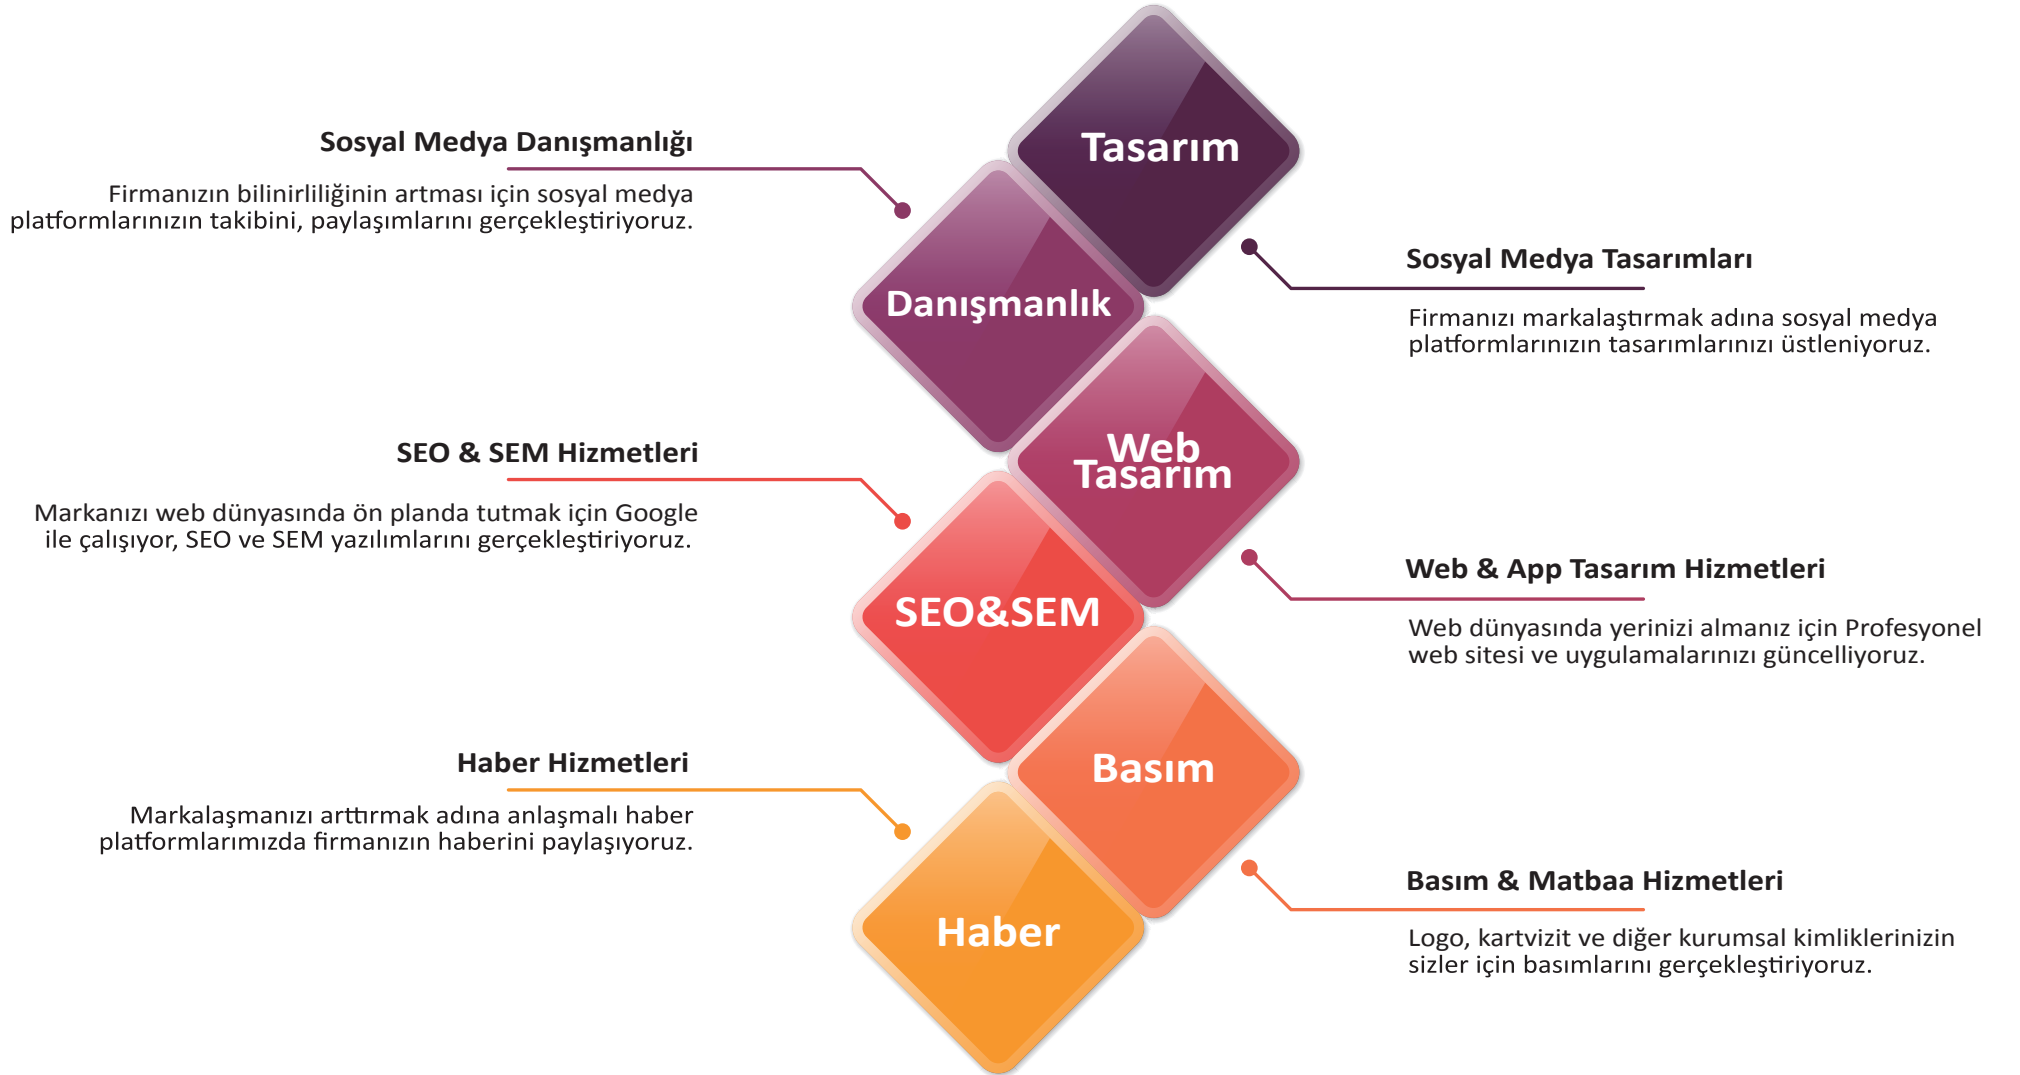 Tasarım
Sosyal Medya Danışmanlığı
Firmanızın bilinirliliğinin artması için sosyal medya
platformlarınızın takibini, paylaşımlarını gerçekleştiriyoruz.
Danışmanlık
Sosyal Medya Tasarımları
Firmanızı markalaştırmak adına sosyal medya
platformlarınızın tasarımlarınızı üstleniyoruz.
Web
Tasarım
SEO & SEM Hizmetleri
Markanızı web dünyasında ön planda tutmak için Google
ile çalışıyor, SEO ve SEM yazılımlarını gerçekleştiriyoruz.
SEO&SEM
Web & App Tasarım Hizmetleri
Web dünyasında yerinizi almanız için Profesyonel
web sitesi ve uygulamalarınızı güncelliyoruz.
Basım
Haber Hizmetleri
Markalaşmanızı arttırmak adına anlaşmalı haber
platformlarımızda firmanızın haberini paylaşıyoruz.
Haber
Basım & Matbaa Hizmetleri
Logo, kartvizit ve diğer kurumsal kimliklerinizin
sizler için basımlarını gerçekleştiriyoruz.